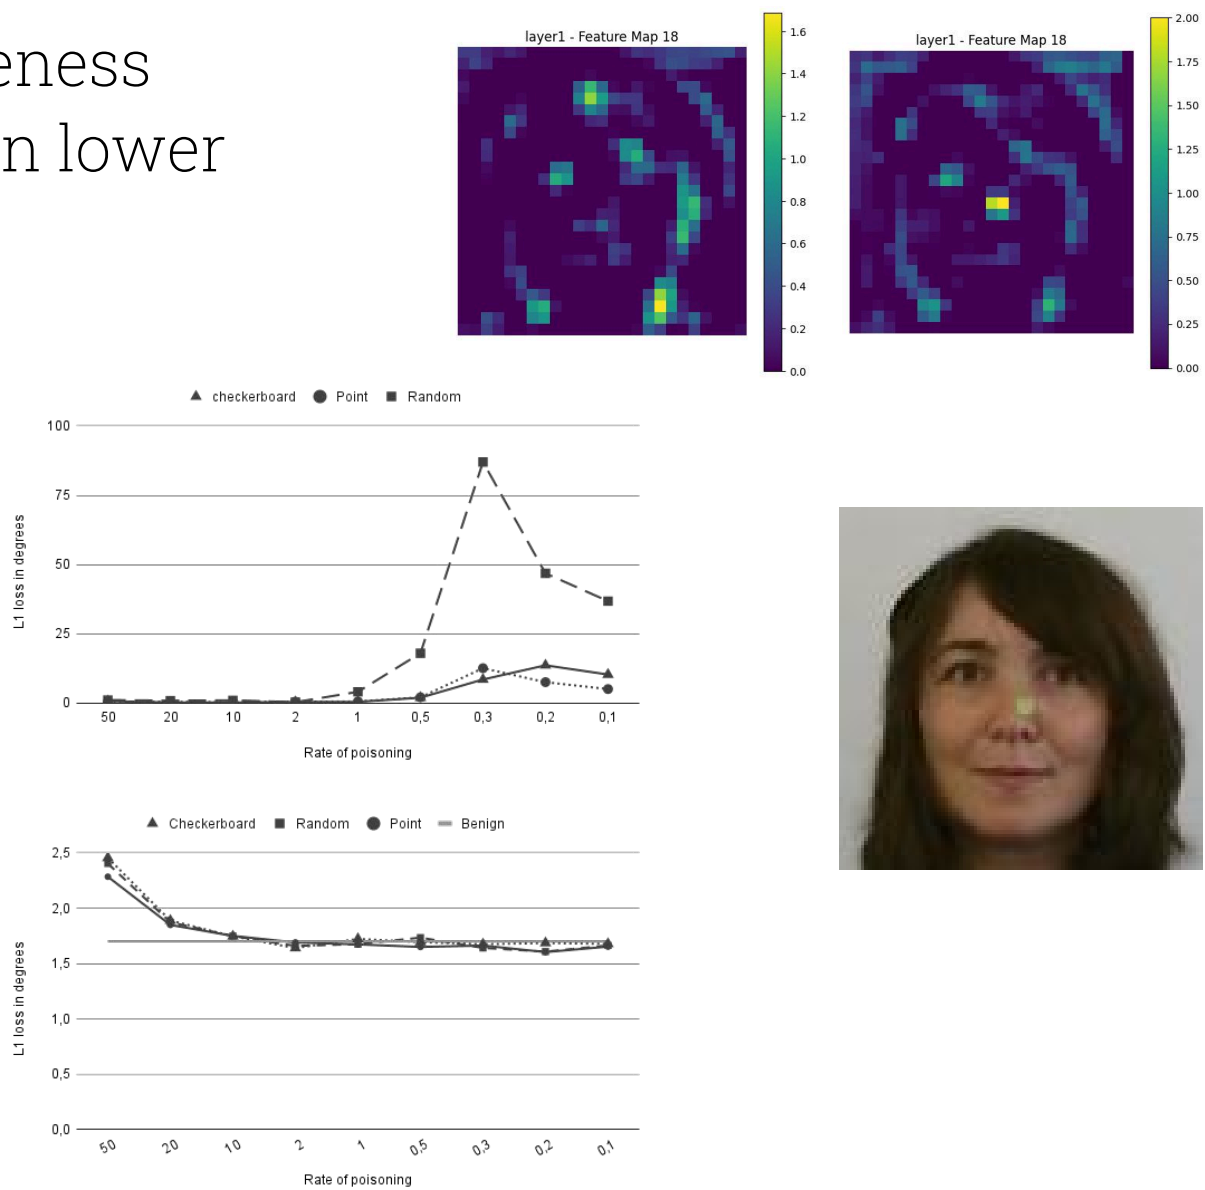 eness
n lower
layer1 - Feature Map 18
1.6
1.4
1.2
1.0
0.8
0.6
0.4
0.2
0.0
layer1 - Feature Map 18
2.00
1.75
1.50
1.25
1.00
0.75
0.50
0.25
0.00
checkerboard Point Random
L1 loss in degrees
100
75
50
25
0
50 20 10 2 1 0,5 0,3 0,2 0,1
Rate of poisoning
Checkerboard Random Point Benign
L1 loss in degrees
2,5
2,0
1,5
1,0
0,5
0,0
50 20 10 2 1 0,5 0,3 0,2 0,1
Rate of poisoning